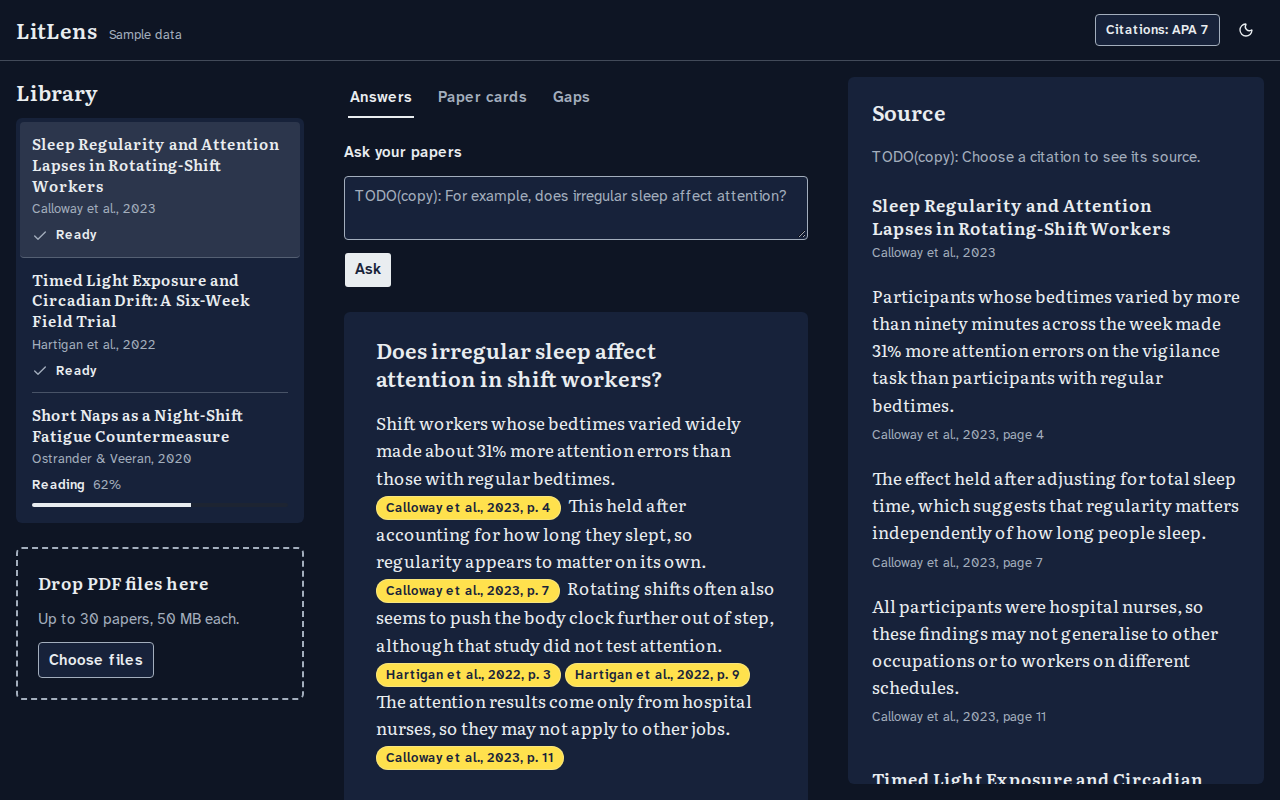 LitLens Sample data
Citations: APA 7
Library
Sleep Regularity and Attention
Lapses in Rotating-Shift
Workers
Calloway et al., 2023
Ready
Timed Light Exposure and
Circadian Drift: A Six-Week
Field Trial
Hartigan et al., 2022
Ready
Short Naps as a Night-Shift
Fatigue Countermeasure
Ostrander & Veeran, 2020
Reading 62%
Drop PDF files here
Up to 30 papers, 50 MB each.
Choose files
Answers Paper cards Gaps
Ask your papers
TODO(copy): For example, does irregular sleep affect attention?
Ask
Does irregular sleep affect
attention in shift workers?
Shift workers whose bedtimes varied widely
made about 31% more attention errors than
those with regular bedtimes.
Calloway et al., 2023, p. 4 This held after
accounting for how long they slept, so
regularity appears to matter on its own.
Calloway et al., 2023, p. 7 Rotating shifts often also
seems to push the body clock further out of step,
although that study did not test attention.
Hartigan et al., 2022, p. 3 Hartigan et al., 2022, p. 9
The attention results come only from hospital
nurses, so they may not apply to other jobs.
Calloway et al., 2023, p. 11
Source
TODO(copy): Choose a citation to see its source.
Sleep Regularity and Attention
Lapses in Rotating-Shift Workers
Calloway et al., 2023
Participants whose bedtimes varied by more
than ninety minutes across the week made
31% more attention errors on the vigilance
task than participants with regular
bedtimes.
Calloway et al., 2023, page 4
The effect held after adjusting for total sleep
time, which suggests that regularity matters
independently of how long people sleep.
Calloway et al., 2023, page 7
All participants were hospital nurses, so
these findings may not generalise to other
occupations or to workers on different
schedules.
Calloway et al., 2023, page 11
Timed Light Exposure and Circadian